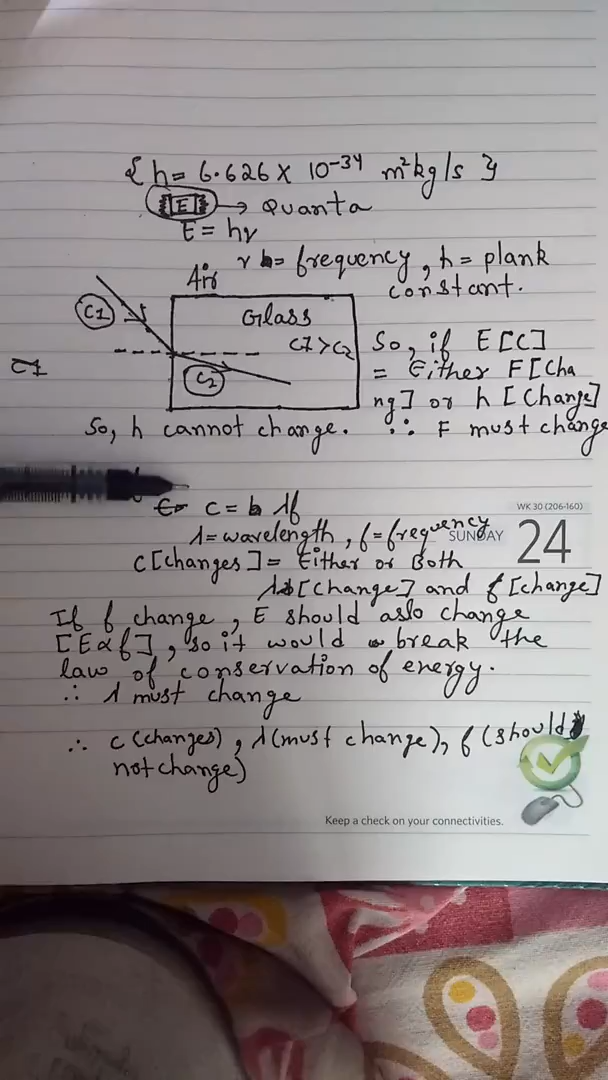 { h = 6.626 X 10-34 m²kg/s }
[E] → Quanta
E = hν
ν = frequency, h = plank
constant.
Air
C1
Glass
C1 > C2
C2
So, if E[C]
= Either F[Cha
ng] or h [Change]
C1
So, h cannot change. ∴ F must change
C = λf
WK 30 (206-160)
λ = wavelength, f = frequency
SUNDAY
24
C[changes] = Either or Both
λ[Change] and f [change]
If f change, E should aslo change
[E∝f], so it would break the
law of conservation of energy.
∴ λ must change
∴ C (changes), λ (must change), f (should
not change)
Keep a check on your connectivities.